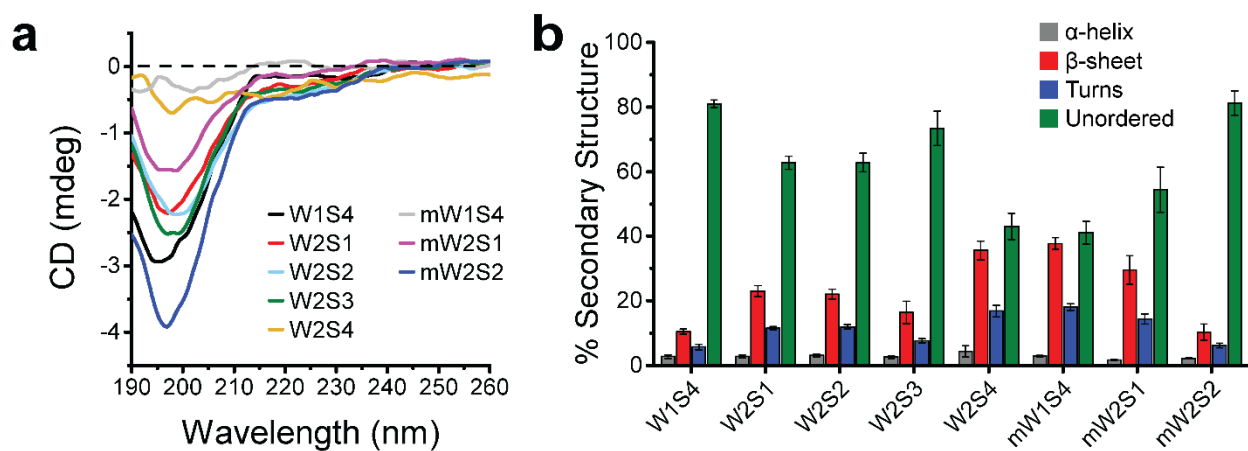 a
CD (mdeg)
0
-1
-2
-3
-4
190 200 210 220 230 240 250 260
Wavelength (nm)
W1S4
W2S1
W2S2
W2S3
W2S4
mW1S4
mW2S1
mW2S2
b
% Secondary Structure
100
80
60
40
20
0
α-helix
β-sheet
Turns
Unordered
W1S4
W2S1
W2S2
W2S3
W2S4
mW1S4
mW2S1
mW2S2